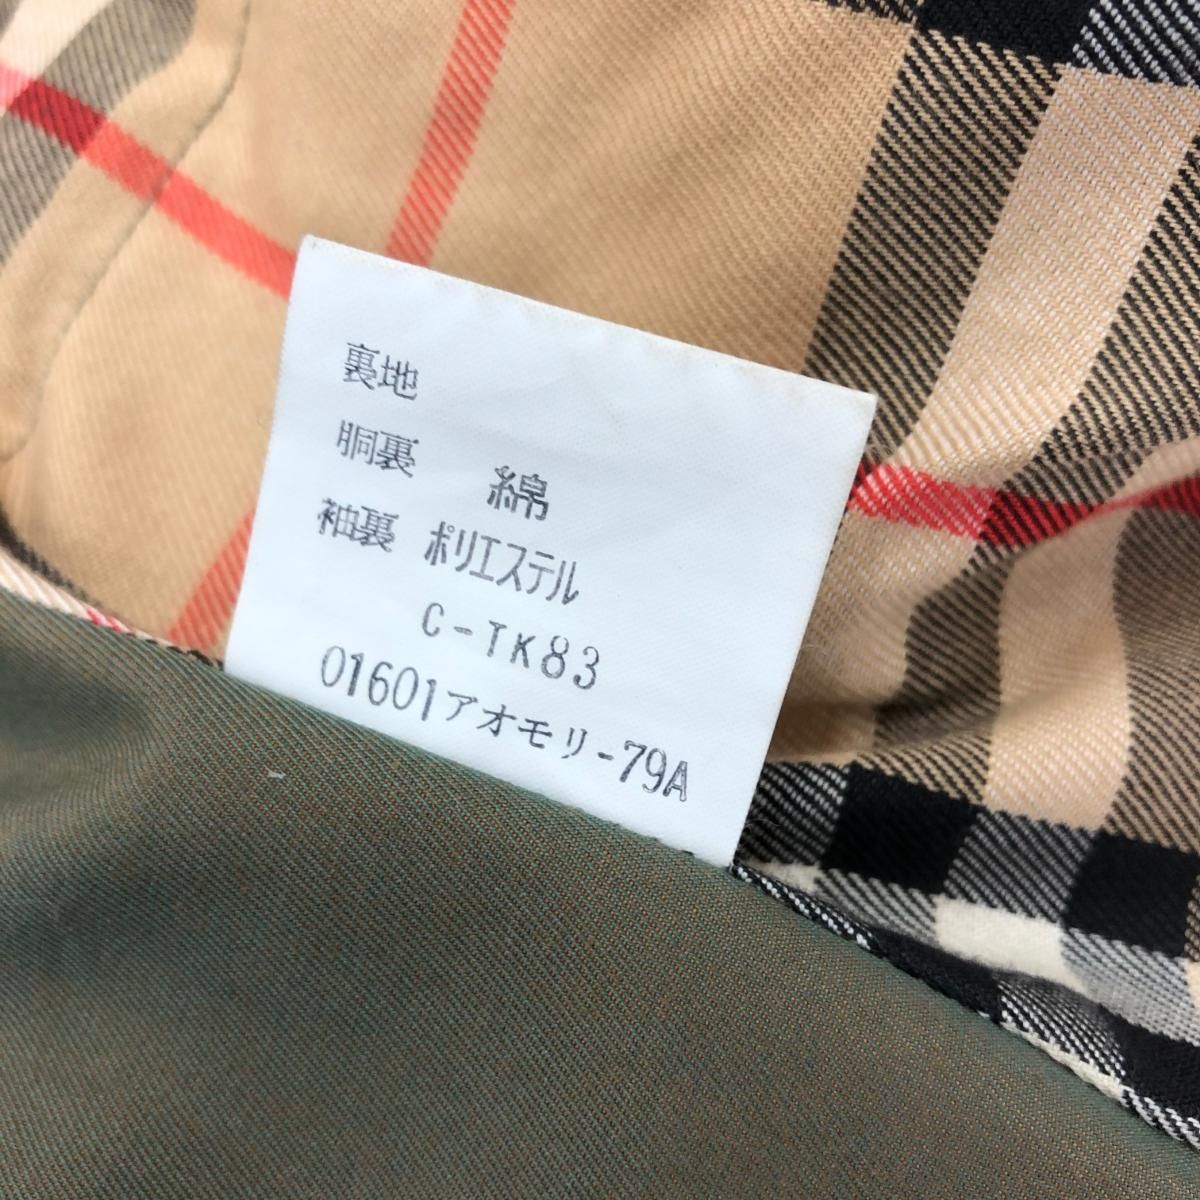 裏地
胴裏 綿
袖裏 ポリエステル
C-TK83
01601アオモリ-79A